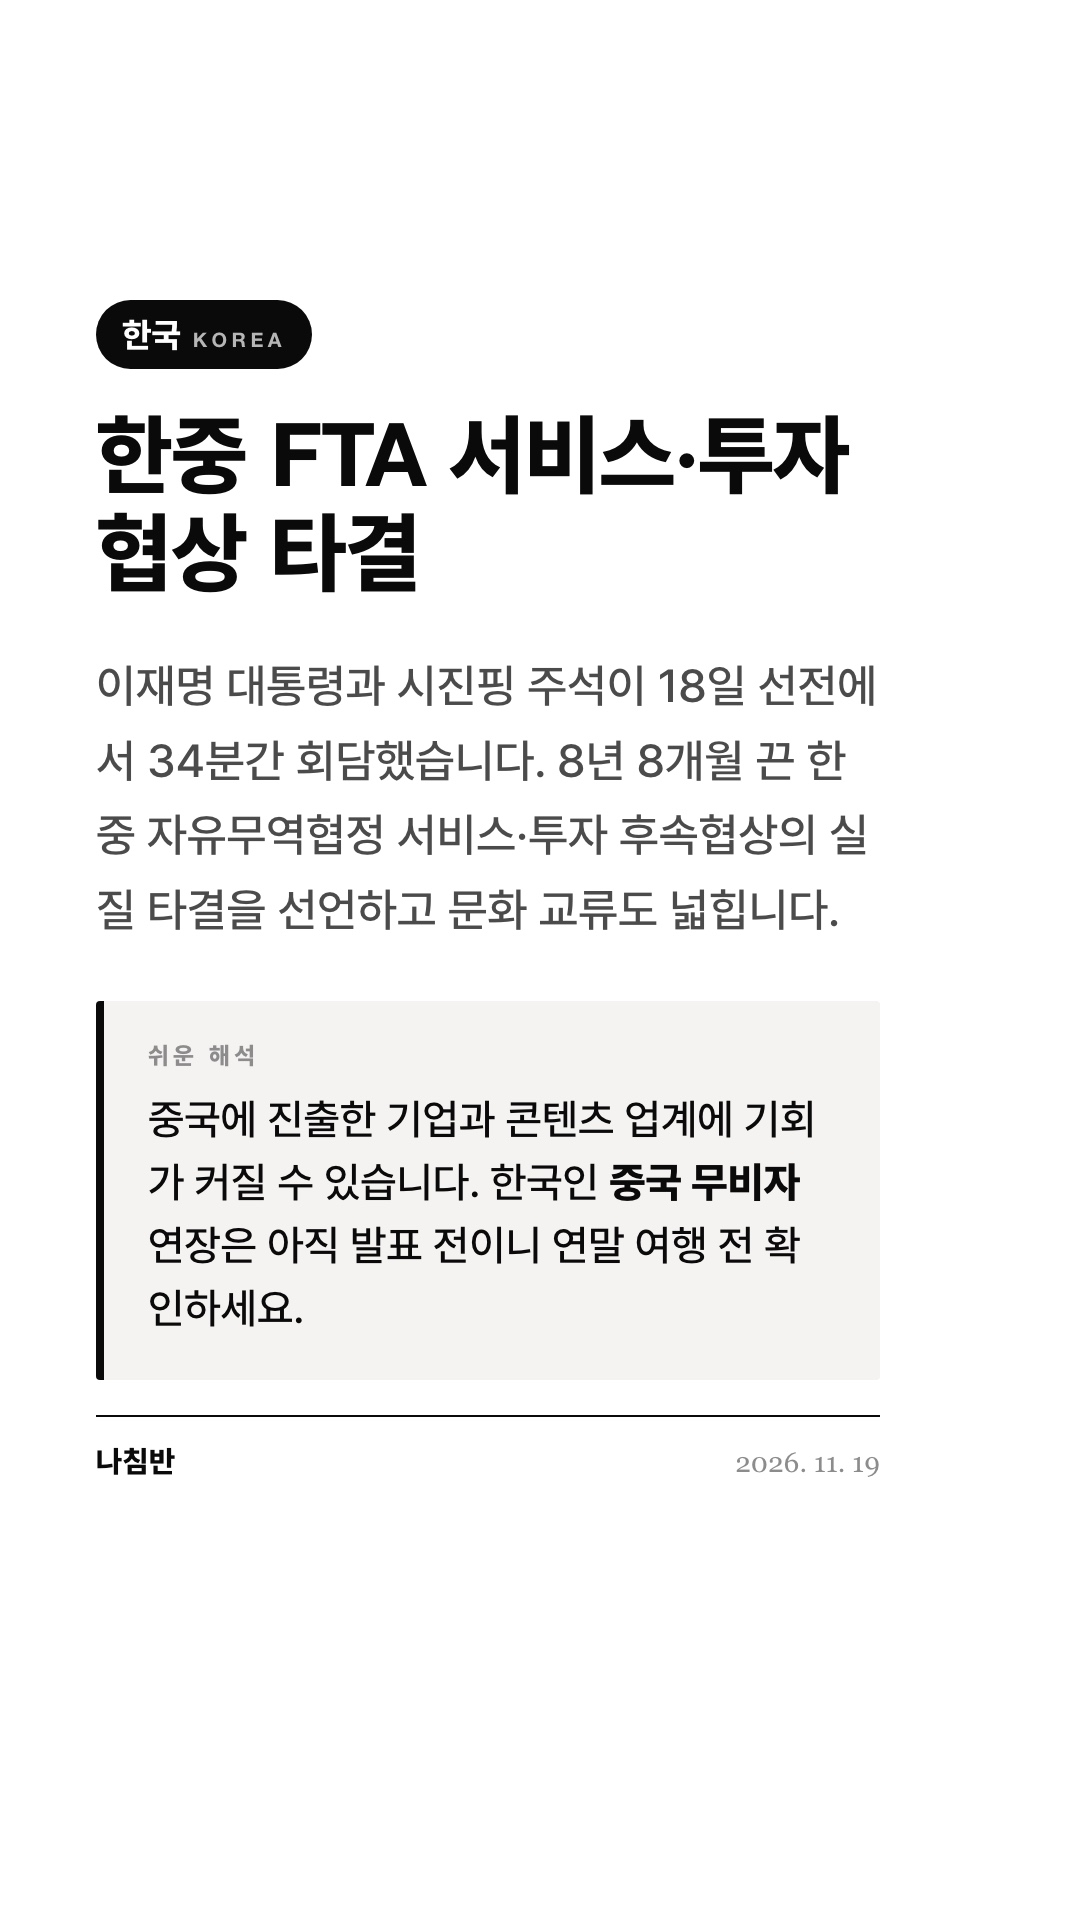 한국 KOREA
한중 FTA 서비스·투자
협상 타결
이재명 대통령과 시진핑 주석이 18일 선전에
서 34분간 회담했습니다. 8년 8개월 끈 한
중 자유무역협정 서비스·투자 후속협상의 실
질 타결을 선언하고 문화 교류도 넓힙니다.
쉬운 해석
중국에 진출한 기업과 콘텐츠 업계에 기회
가 커질 수 있습니다. 한국인 중국 무비자
연장은 아직 발표 전이니 연말 여행 전 확
인하세요.
나침반
2026. 11. 19